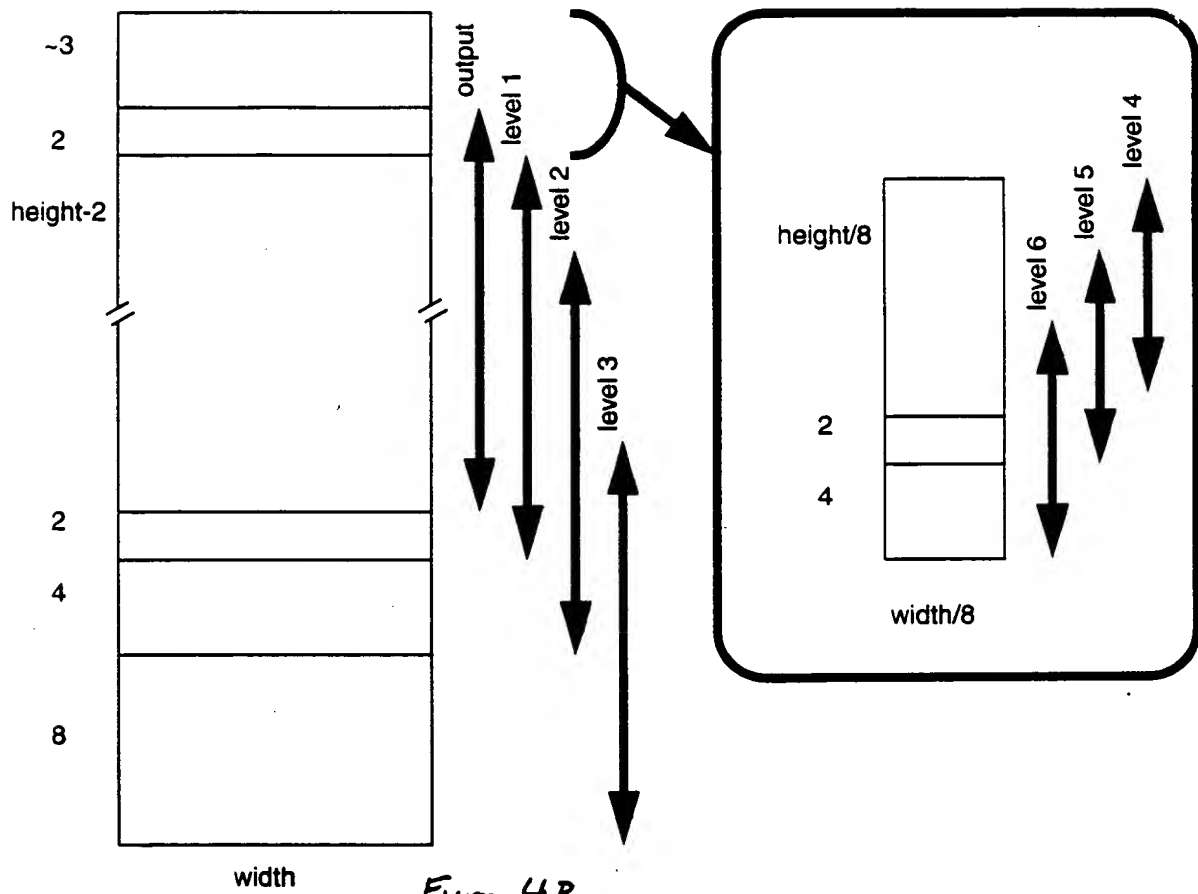 ~3
2
height-2
2
4
8
width
output
level 1
level 2
level 3
height/8
2
4
width/8
level 6
level 5
level 4
Figure 4B